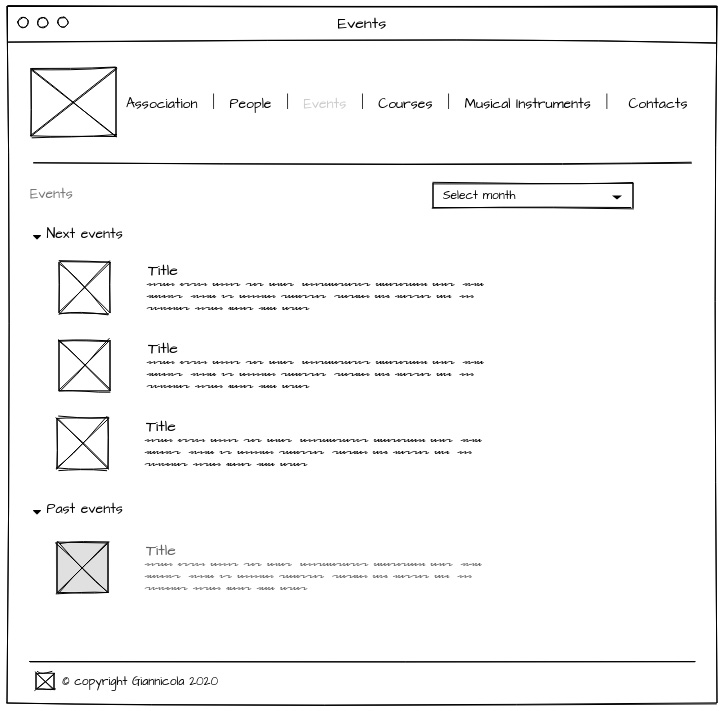 Events
Association People Events Courses Musical Instruments Contacts
Events
Select month
Next events
Title
Title
Title
Past events
Title
© copyright Giannicola 2020